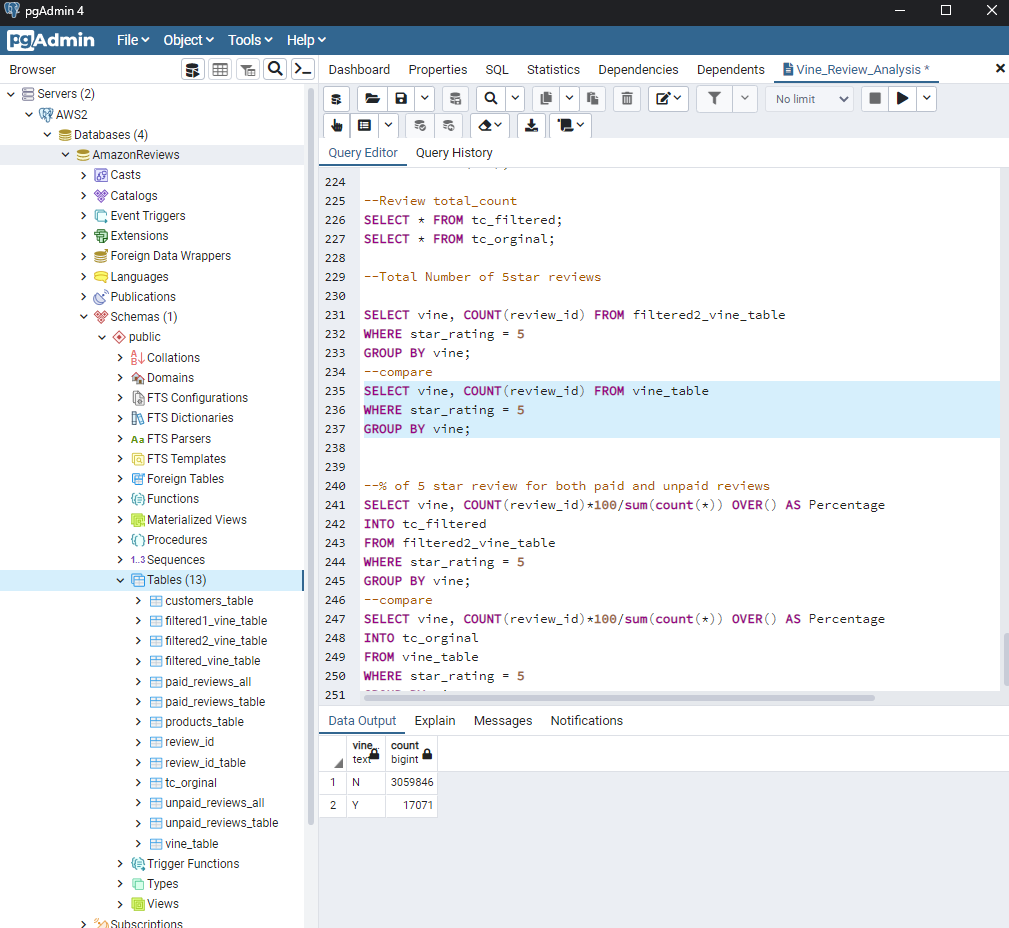 pgAdmin 4
pgAdmin File Object Tools Help
Browser
Dashboard Properties SQL Statistics Dependencies Dependents Vine_Review_Analysis *
No limit
Servers (2)
AWS2
Databases (4)
AmazonReviews
Casts
Catalogs
Event Triggers
Extensions
Foreign Data Wrappers
Languages
Publications
Schemas (1)
public
Collations
Domains
FTS Configurations
FTS Dictionaries
Aa FTS Parsers
FTS Templates
Foreign Tables
Functions
Materialized Views
Procedures
1..3 Sequences
Tables (13)
customers_table
filtered1_vine_table
filtered2_vine_table
filtered_vine_table
paid_reviews_all
paid_reviews_table
products_table
review_id
review_id_table
tc_orginal
unpaid_reviews_all
unpaid_reviews_table
vine_table
Trigger Functions
Types
Views
Subscriptions
Query Editor Query History
224
225 --Review total_count
226 SELECT * FROM tc_filtered;
227 SELECT * FROM tc_orginal;
228
229 --Total Number of 5star reviews
230
231 SELECT vine, COUNT(review_id) FROM filtered2_vine_table
232 WHERE star_rating = 5
233 GROUP BY vine;
234 --compare
235 SELECT vine, COUNT(review_id) FROM vine_table
236 WHERE star_rating = 5
237 GROUP BY vine;
238
239
240 --% of 5 star review for both paid and unpaid reviews
241 SELECT vine, COUNT(review_id)*100/sum(count(*)) OVER() AS Percentage
242 INTO tc_filtered
243 FROM filtered2_vine_table
244 WHERE star_rating = 5
245 GROUP BY vine;
246 --compare
247 SELECT vine, COUNT(review_id)*100/sum(count(*)) OVER() AS Percentage
248 INTO tc_orginal
249 FROM vine_table
250 WHERE star_rating = 5
251
Data Output Explain Messages Notifications
vine... count
text bigint
1 N 3059846
2 Y 17071